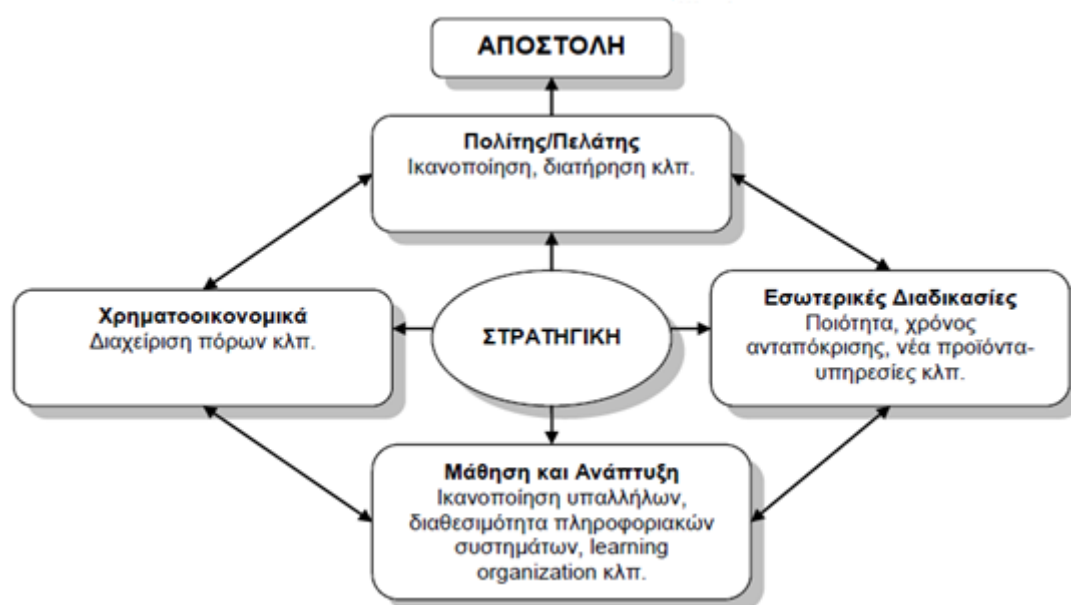 ΑΠΟΣΤΟΛΗ
Πολίτης/Πελάτης
Ικανοποίηση, διατήρηση κλπ.
Χρηματοοικονομικά
Διαχείριση πόρων κλπ.
ΣΤΡΑΤΗΓΙΚΗ
Εσωτερικές Διαδικασίες
Ποιότητα, χρόνος
ανταπόκρισης, νέα προϊόντα-
υπηρεσίες κλπ.
Μάθηση και Ανάπτυξη
Ικανοποίηση υπαλλήλων,
διαθεσιμότητα πληροφοριακών
συστημάτων, learning
organization κλπ.